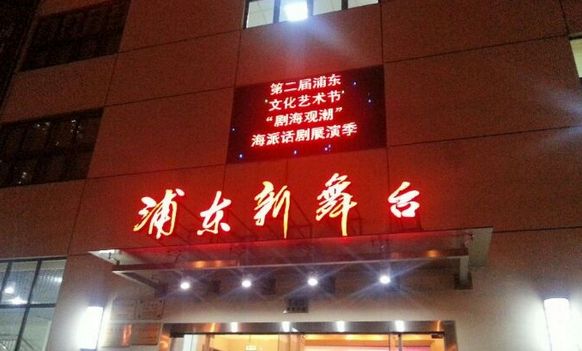 第二届浦东
'文化艺术节'
“剧海观潮”
海派话剧展演季
浦东新舞台